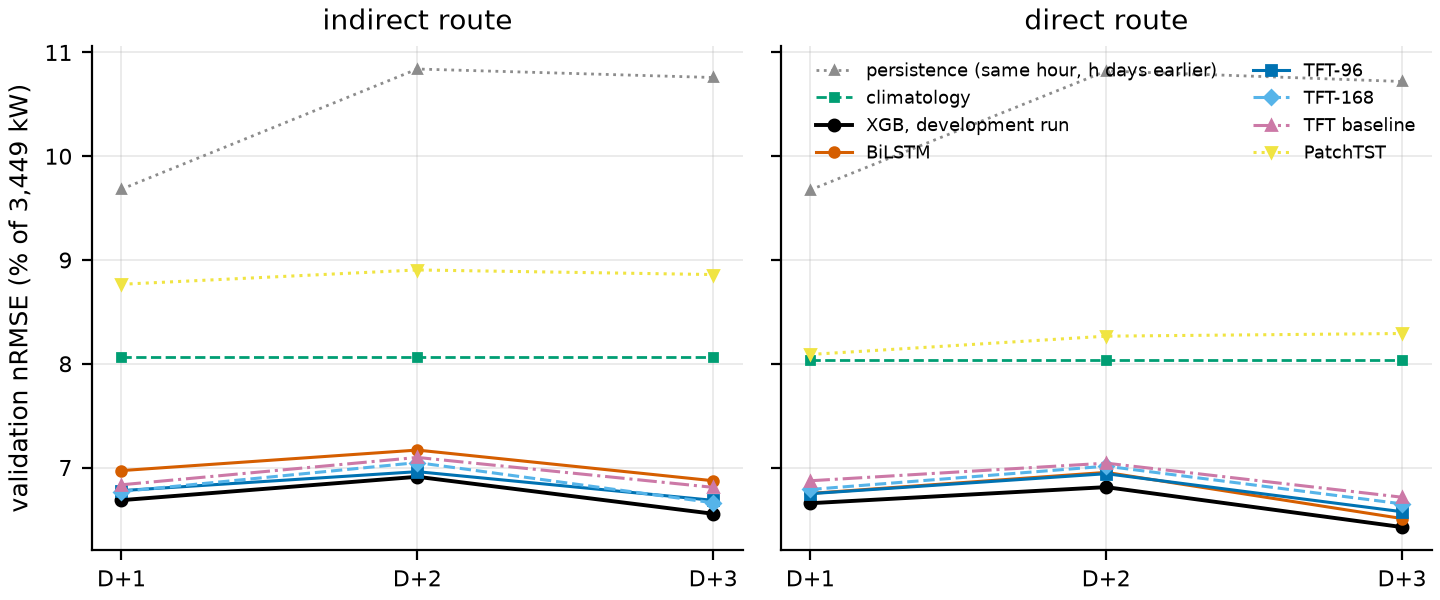 indirect route
direct route
validation nRMSE (% of 3,449 kW)
11
10
9
8
7
D+1
D+2
D+3
persistence (same hour, h days earlier)
climatology
XGB, development run
BiLSTM
TFT-96
TFT-168
TFT baseline
PatchTST
D+1
D+2
D+3